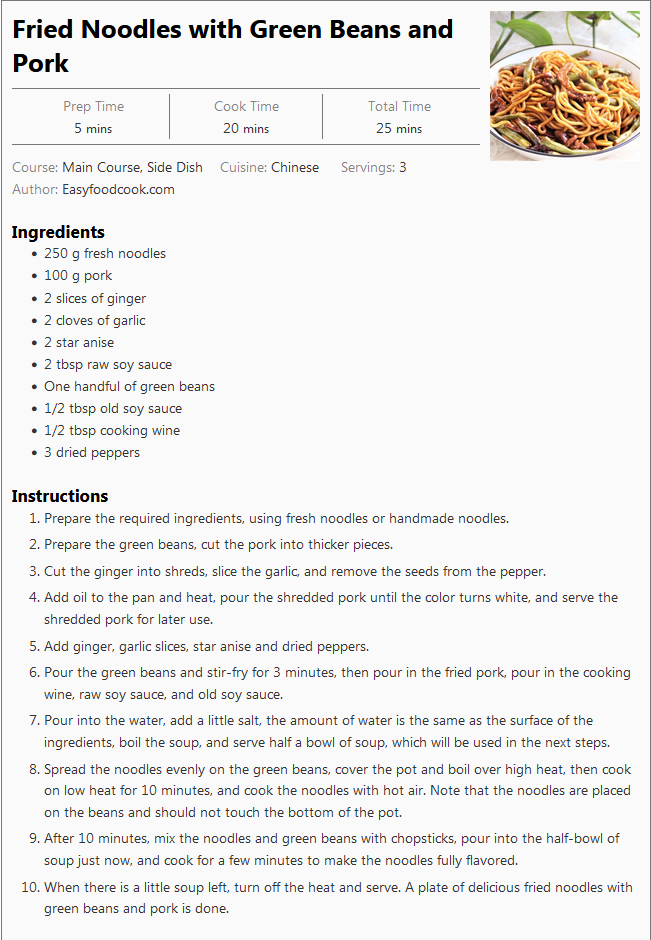 Fried Noodles with Green Beans and
Pork
Prep Time Cook Time Total Time
5 mins 20 mins 25 mins
Course: Main Course, Side Dish Cuisine: Chinese Servings: 3
Author: Easyfoodcook.com
Ingredients
• 250 g fresh noodles
• 100 g pork
• 2 slices of ginger
• 2 cloves of garlic
• 2 star anise
• 2 tbsp raw soy sauce
• One handful of green beans
• 1/2 tbsp old soy sauce
• 1/2 tbsp cooking wine
• 3 dried peppers
Instructions
1. Prepare the required ingredients, using fresh noodles or handmade noodles.
2. Prepare the green beans, cut the pork into thicker pieces.
3. Cut the ginger into shreds, slice the garlic, and remove the seeds from the pepper.
4. Add oil to the pan and heat, pour the shredded pork until the color turns white, and serve the
shredded pork for later use.
5. Add ginger, garlic slices, star anise and dried peppers.
6. Pour the green beans and stir-fry for 3 minutes, then pour in the fried pork, pour in the cooking
wine, raw soy sauce, and old soy sauce.
7. Pour into the water, add a little salt, the amount of water is the same as the surface of the
ingredients, boil the soup, and serve half a bowl of soup, which will be used in the next steps.
8. Spread the noodles evenly on the green beans, cover the pot and boil over high heat, then cook
on low heat for 10 minutes, and cook the noodles with hot air. Note that the noodles are placed
on the beans and should not touch the bottom of the pot.
9. After 10 minutes, mix the noodles and green beans with chopsticks, pour into the half-bowl of
soup just now, and cook for a few minutes to make the noodles fully flavored.
10. When there is a little soup left, turn off the heat and serve. A plate of delicious fried noodles with
green beans and pork is done.